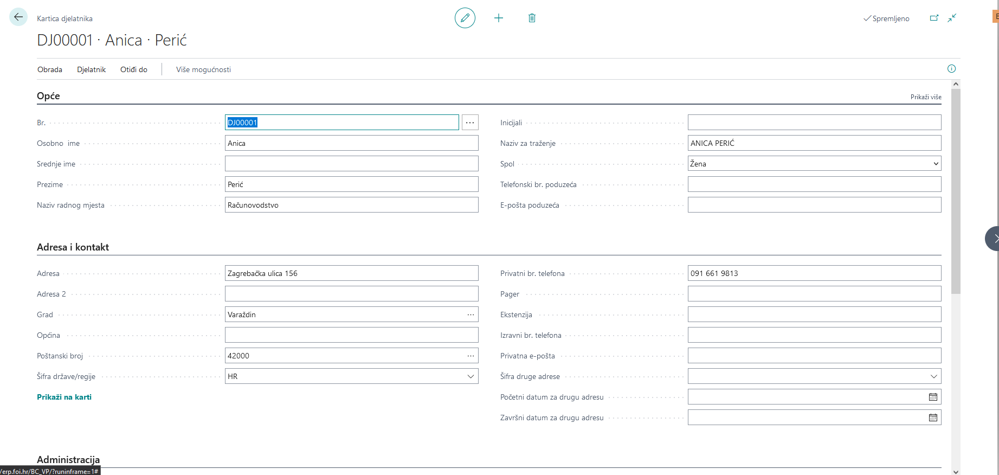 Kartica djelatnika
Spremljeno
DJ00001 · Anica · Perić
Obrada Djelatnik Otiđi do Više mogućnosti
Opće
Prikaži više
Br. DJ00001
Osobno ime Anica
Srednje ime
Prezime Perić
Naziv radnog mjesta Računovodstvo
Inicijali
Naziv za traženje ANICA PERIĆ
Spol Žena
Telefonski br. poduzeća
E-pošta poduzeća
Adresa i kontakt
Adresa Zagrebačka ulica 156
Adresa 2
Grad Varaždin
Općina
Poštanski broj 42000
Šifra države/regije HR
Prikaži na karti
Privatni br. telefona 091 661 9813
Pager
Ekstenzija
Izravni br. telefona
Privatna e-pošta
Šifra druge adrese
Početni datum za drugu adresu
Završni datum za drugu adresu
Administracija
/erp.foi.hr/BC_VP/?runinframe=1#